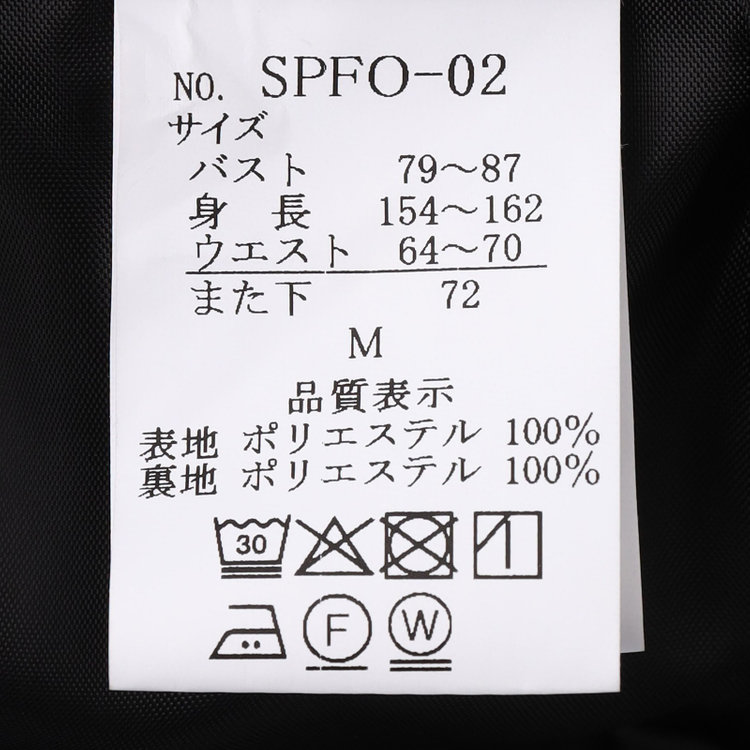 NO. SPFO-02
サイズ
バスト 79～87
身 長 154～162
ウエスト 64～70
また下 72
M
品質表示
表地 ポリエステル 100%
裏地 ポリエステル 100%
30
F W